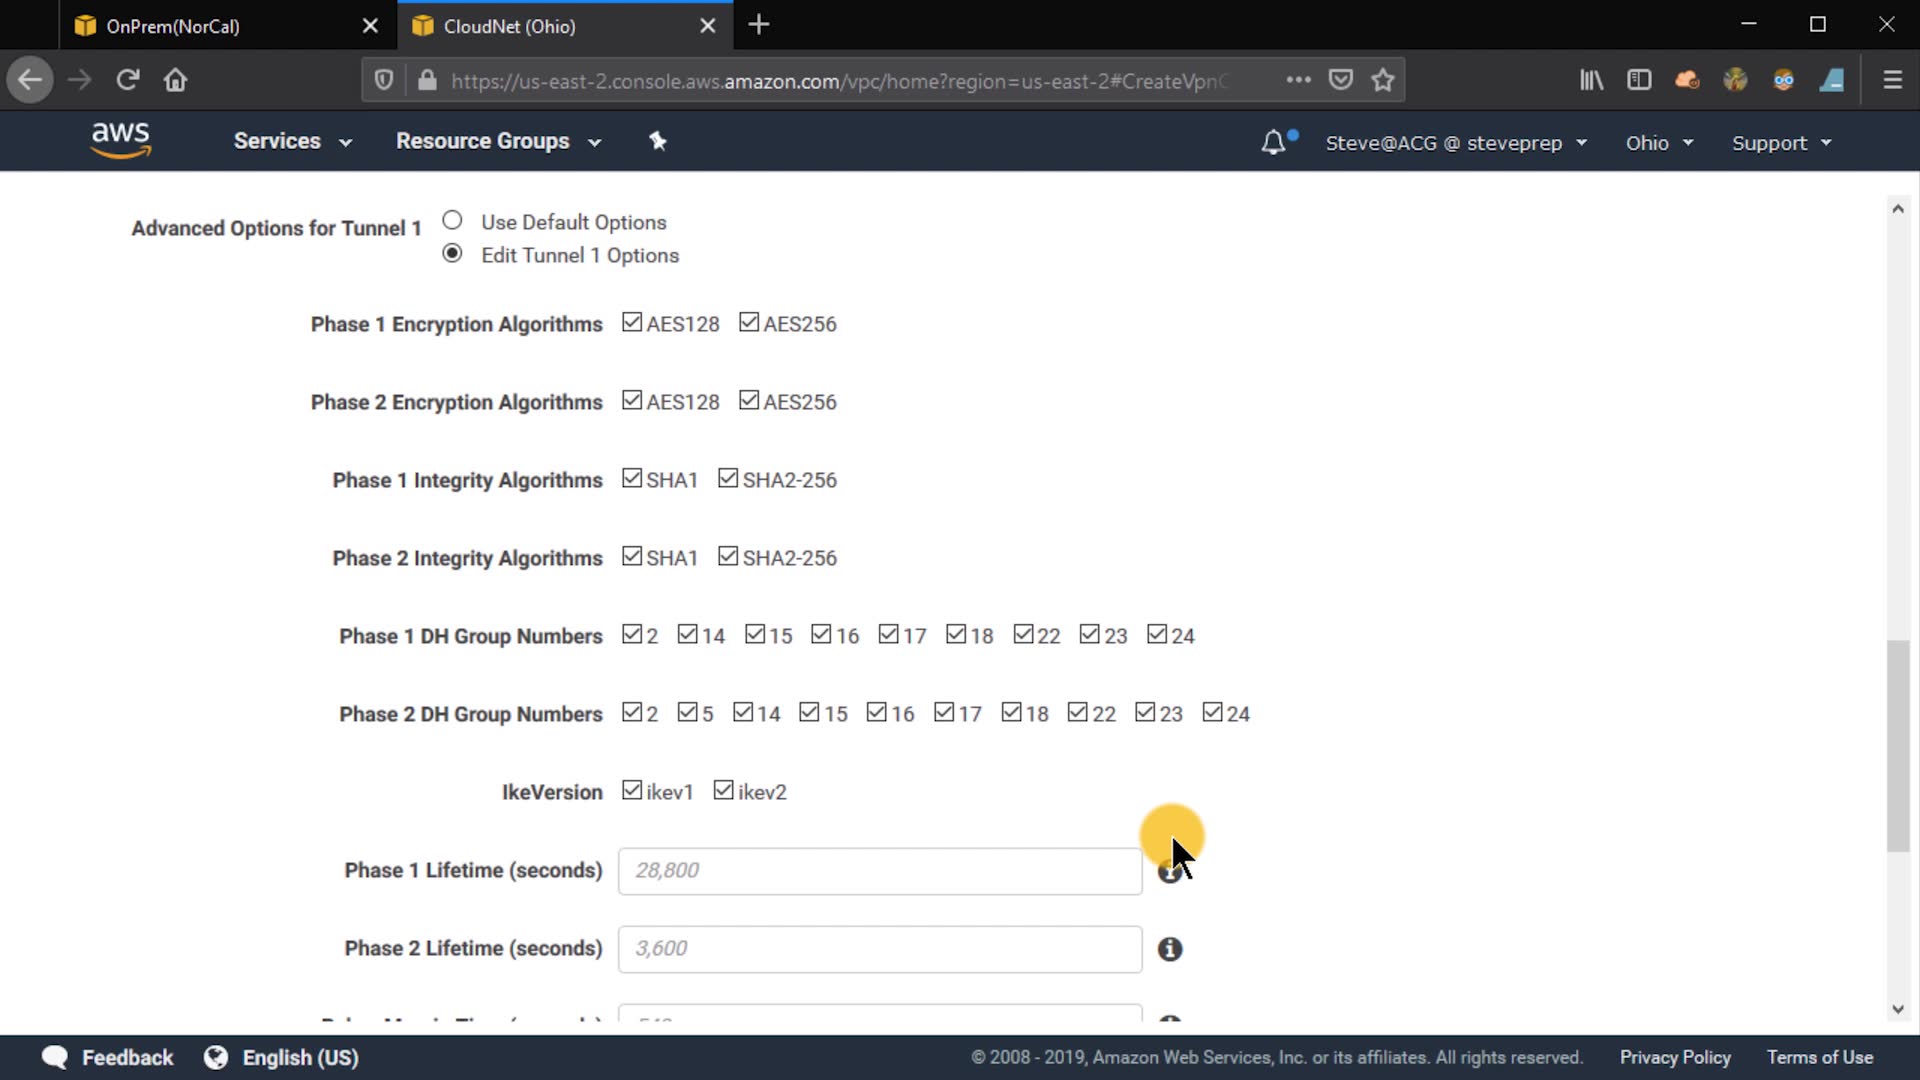 OnPrem(NorCal)
CloudNet (Ohio)
https://us-east-2.console.aws.amazon.com/vpc/home?region=us-east-2#CreateVpn
aws
Services
Resource Groups
Steve@ACG @ steveprep
Ohio
Support
Advanced Options for Tunnel 1
Use Default Options
Edit Tunnel 1 Options
Phase 1 Encryption Algorithms AES128 AES256
Phase 2 Encryption Algorithms AES128 AES256
Phase 1 Integrity Algorithms SHA1 SHA2-256
Phase 2 Integrity Algorithms SHA1 SHA2-256
Phase 1 DH Group Numbers 2 14 15 16 17 18 22 23 24
Phase 2 DH Group Numbers 2 5 14 15 16 17 18 22 23 24
IkeVersion ikev1 ikev2
Phase 1 Lifetime (seconds) 28,800
Phase 2 Lifetime (seconds) 3,600
Feedback
English (US)
© 2008 - 2019, Amazon Web Services, Inc. or its affiliates. All rights reserved.
Privacy Policy
Terms of Use